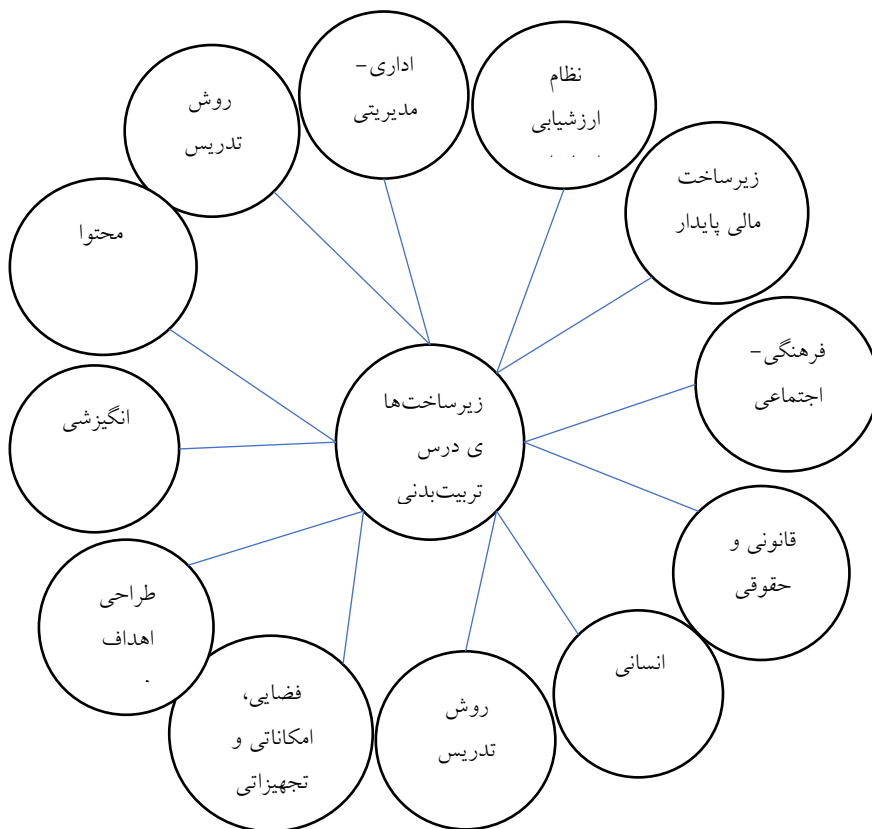 نظام
ارزشیابی
اداری-
مدیریتی
روش
تدریس
زیرساخت
مالی پایدار
محتوا
فرهنگی-
اجتماعی
انگیزشی
زیرساخت‌ها
ی درس
تربیت‌بدنی
قانونی و
حقوقی
طراحی
اهداف
انسانی
فضایی،
امکاناتی و
تجهیزاتی
روش
تدریس